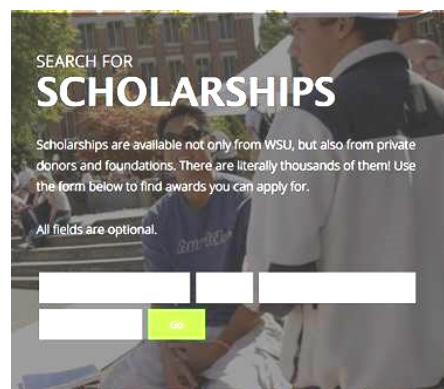 SEARCH FOR
SCHOLARSHIPS
Scholarships are available not only from WSU, but also from private
donors and foundations. There are literally thousands of them! Use
the form below to find awards you can apply for.
All fields are optional.
Go